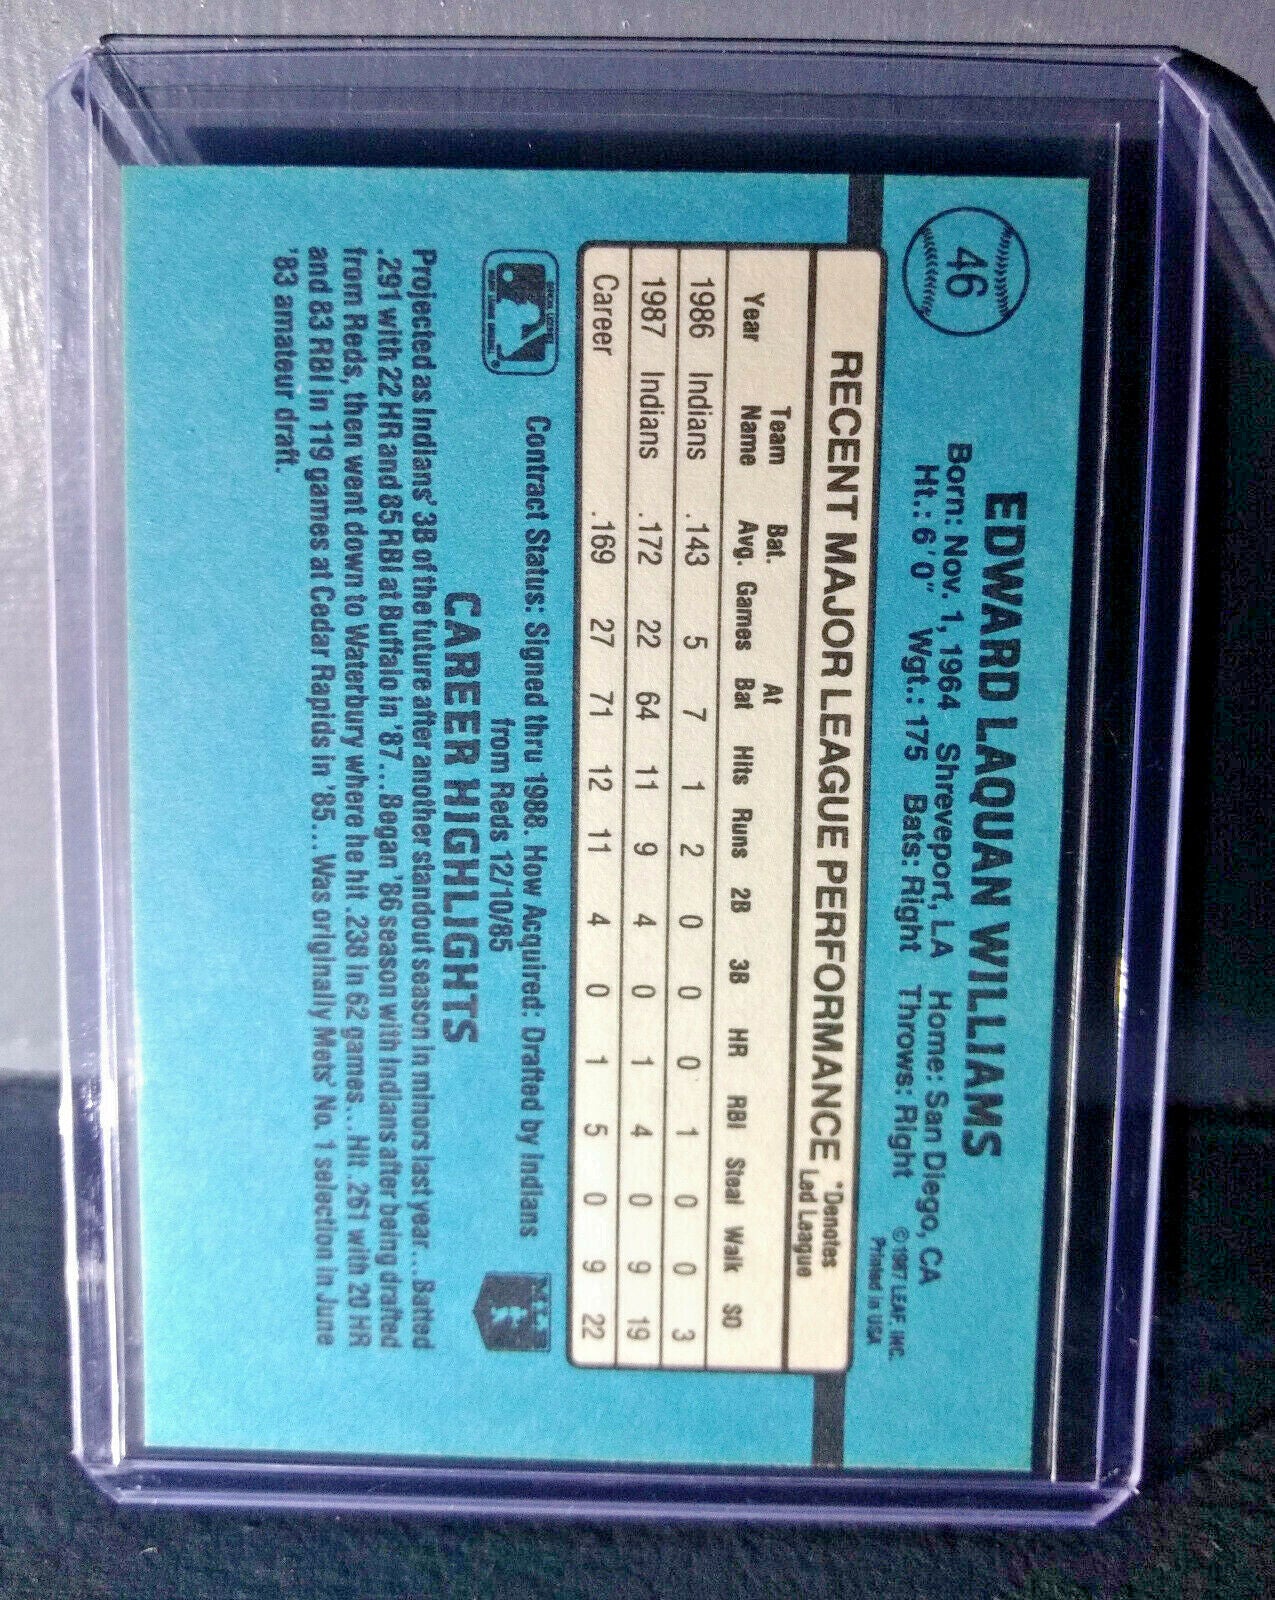 46
EDWARD LAQUAN WILLIAMS
Born: Nov. 1, 1964 Shreveport, LA Home: San Diego, CA
Ht.: 6'0" Wgt.: 175 Bats: Right Throws: Right
©1987 LEAF, INC.
Printed in USA
RECENT MAJOR LEAGUE PERFORMANCE *Denotes
Led League
Team Bat. At
Year Name Avg. Games Bat Hits Runs 2B 3B HR RBI Steal Walk SO
1986 Indians .143 5 7 1 2 0 0 0 1 0 0 3
1987 Indians .172 22 64 11 9 4 0 1 4 0 9 19
Career .169 27 71 12 11 4 0 1 5 0 9 22
Contract Status: Signed thru 1988. How Acquired: Drafted by Indians
from Reds 12/10/85
CAREER HIGHLIGHTS
Projected as Indians' 3B of the future after another standout season in minors last year...Batted
.291 with 22 HR and 85 RBI at Buffalo in '87...Began '86 season with Indians after being drafted
from Reds, then went down to Waterbury where he hit .238 in 62 games...Hit .261 with 20 HR
and 83 RBI in 119 games at Cedar Rapids in '85...Was originally Mets' No. 1 selection in June
'83 amateur draft.